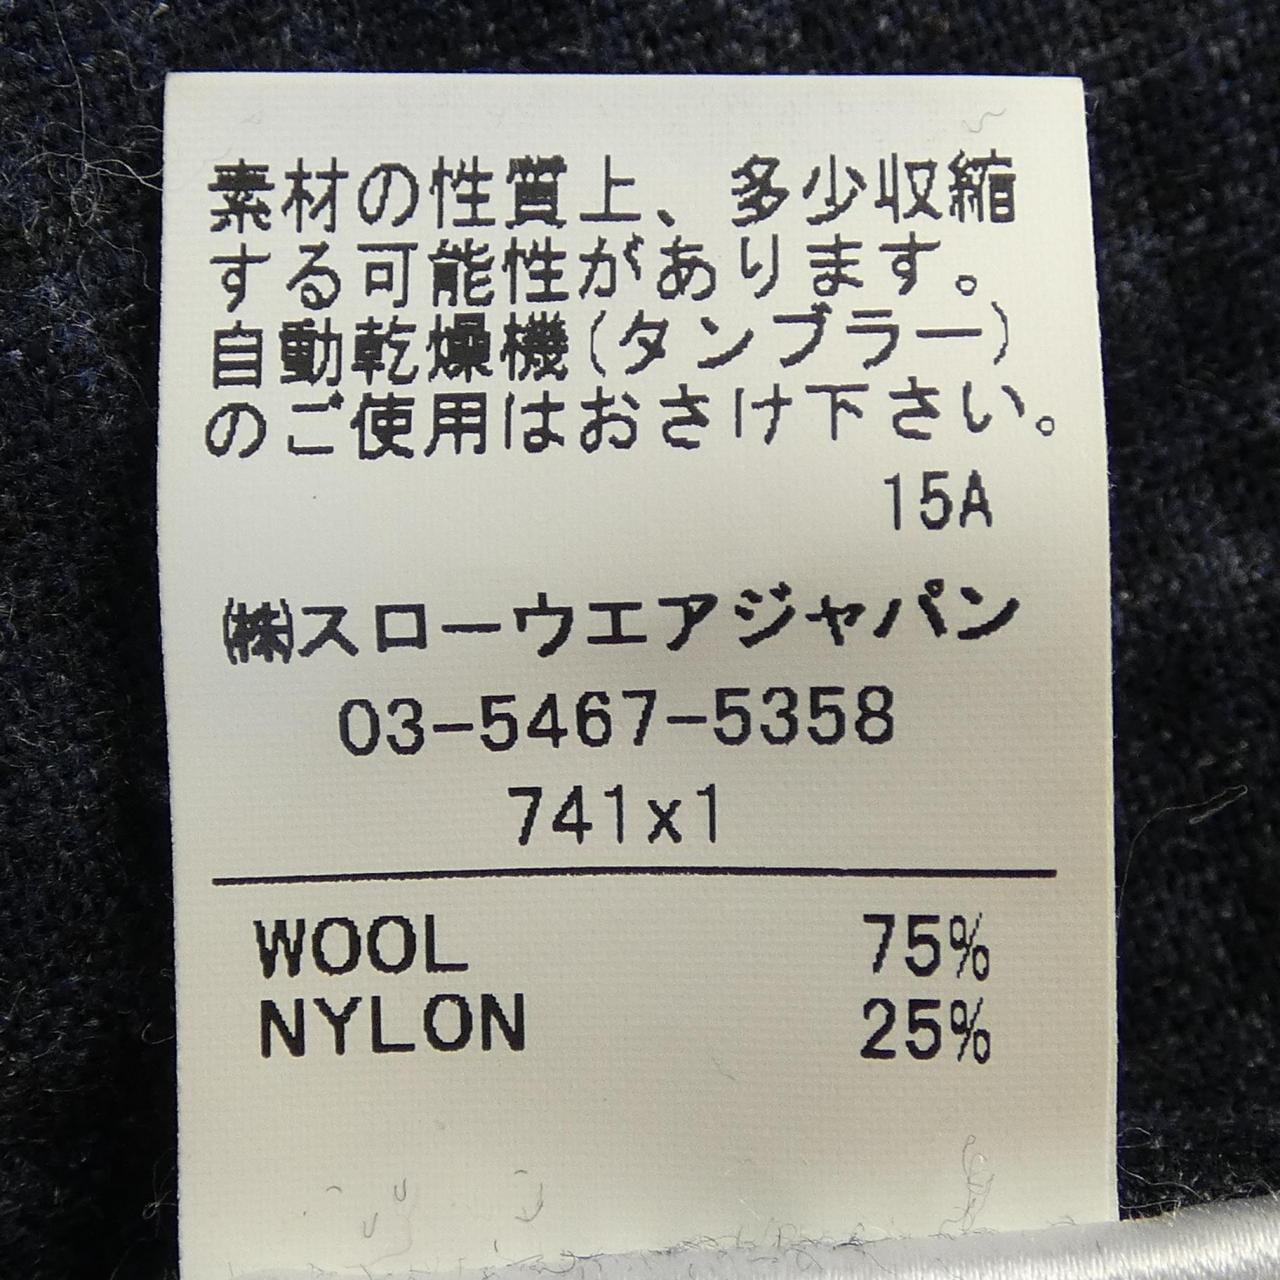 素材の性質上、多少収縮
する可能性があります。
自動乾燥機(タンブラー)
のご使用はおさけ下さい。
15A
㈱スローウエアジャパン
03-5467-5358
741x1
WOOL 75%
NYLON 25%